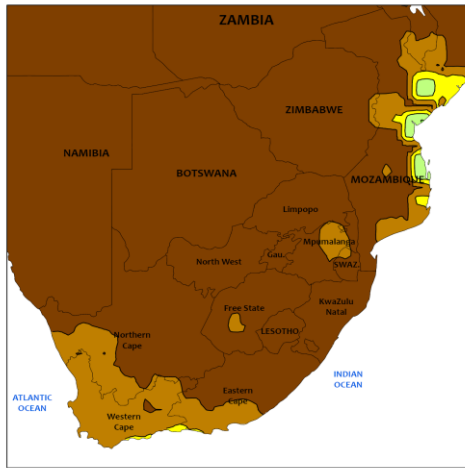 ZAMBIA
ZIMBABWE
NAMIBIA
BOTSWANA
MOZAMBIQUE
Limpopo
Mpumalanga
North West
Gau.
SWAZ.
Free State
KwaZulu
Natal
LESOTHO
Northern
Cape
Eastern
Cape
Western
Cape
ATLANTIC
OCEAN
INDIAN
OCEAN